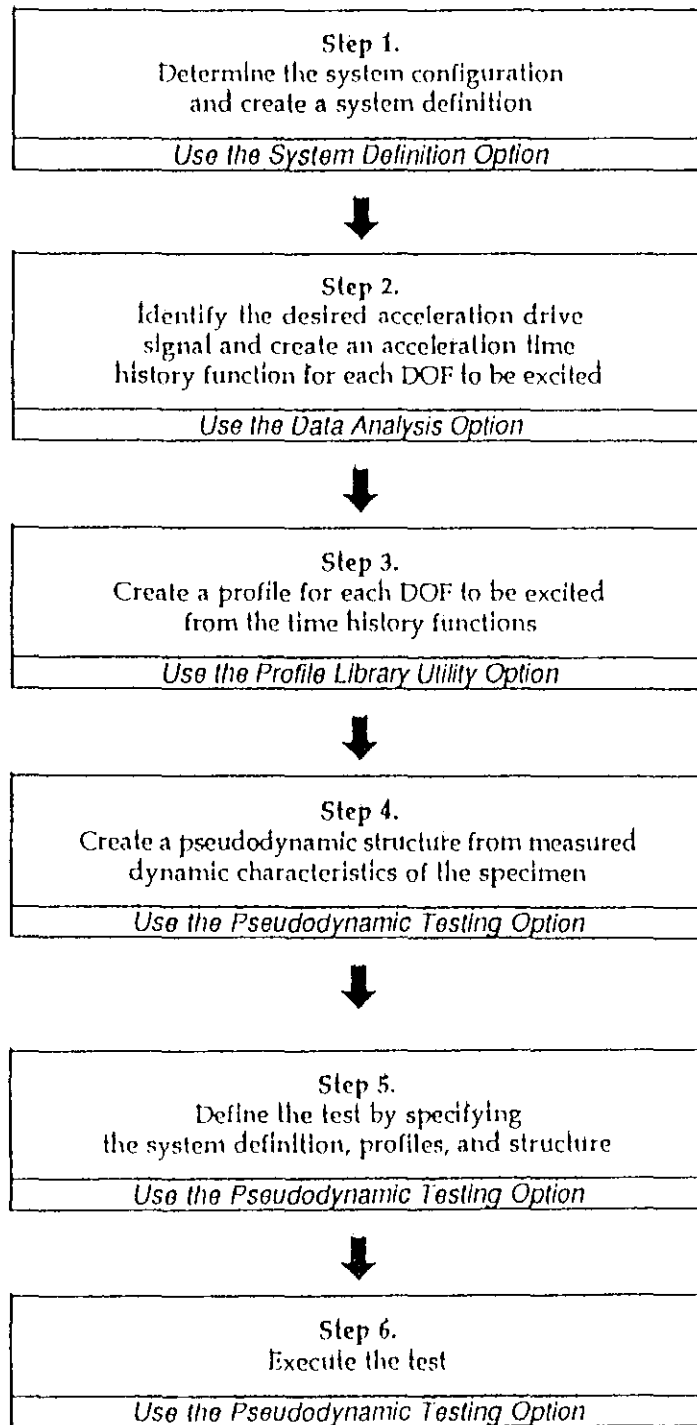 Step 1.
Determine the system configuration
and create a system definition
Use the System Definition Option
Step 2.
Identify the desired acceleration drive
signal and create an acceleration time
history function for each DOF to be excited
Use the Data Analysis Option
Step 3.
Create a profile for each DOF to be excited
from the time history functions
Use the Profile Library Utility Option
Step 4.
Create a pseudodynamic structure from measured
dynamic characteristics of the specimen
Use the Pseudodynamic Testing Option
Step 5.
Define the test by specifying
the system definition, profiles, and structure
Use the Pseudodynamic Testing Option
Step 6.
Execute the test
Use the Pseudodynamic Testing Option